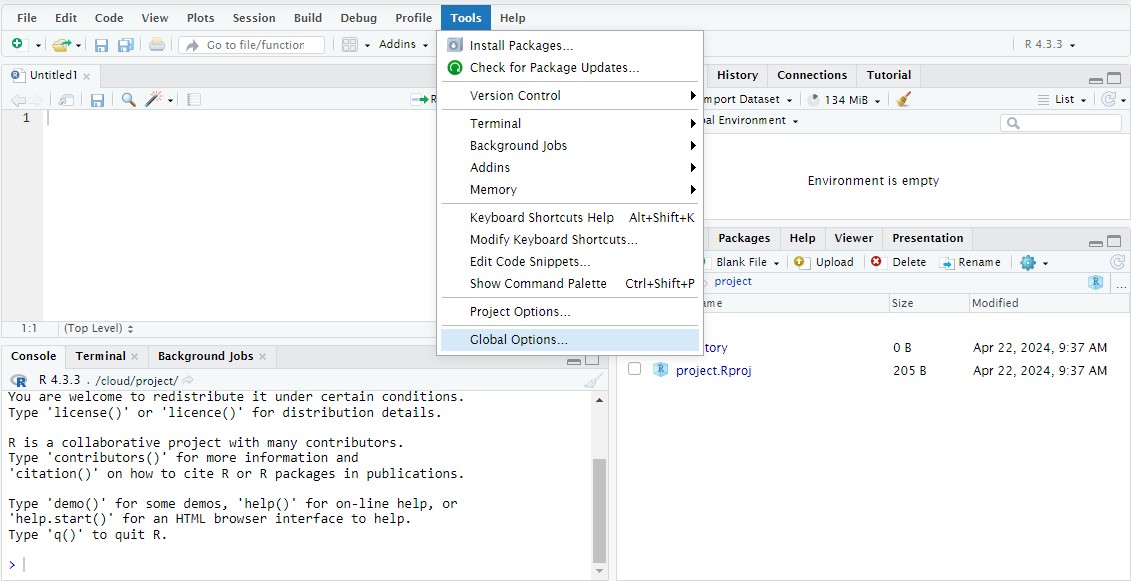 File Edit Code View Plots Session Build Debug Profile Tools Help
Go to file/function Addins R 4.3.3
Untitled1
R
1
1:1 (Top Level)
Install Packages...
Check for Package Updates...
Version Control
Terminal
Background Jobs
Addins
Memory
Keyboard Shortcuts Help Alt+Shift+K
Modify Keyboard Shortcuts...
Edit Code Snippets...
Show Command Palette Ctrl+Shift+P
Project Options...
Global Options...
History Connections Tutorial
mport Dataset 134 MiB List
al Environment
Environment is empty
Packages Help Viewer Presentation
Blank File Upload Delete Rename
project R ...
ame Size Modified
tory 0 B Apr 22, 2024, 9:37 AM
project.Rproj 205 B Apr 22, 2024, 9:37 AM
Console Terminal Background Jobs
R 4.3.3 . /cloud/project/
You are welcome to redistribute it under certain conditions.
Type 'license()' or 'licence()' for distribution details.
R is a collaborative project with many contributors.
Type 'contributors()' for more information and
'citation()' on how to cite R or R packages in publications.
Type 'demo()' for some demos, 'help()' for on-line help, or
'help.start()' for an HTML browser interface to help.
Type 'q()' to quit R.
>